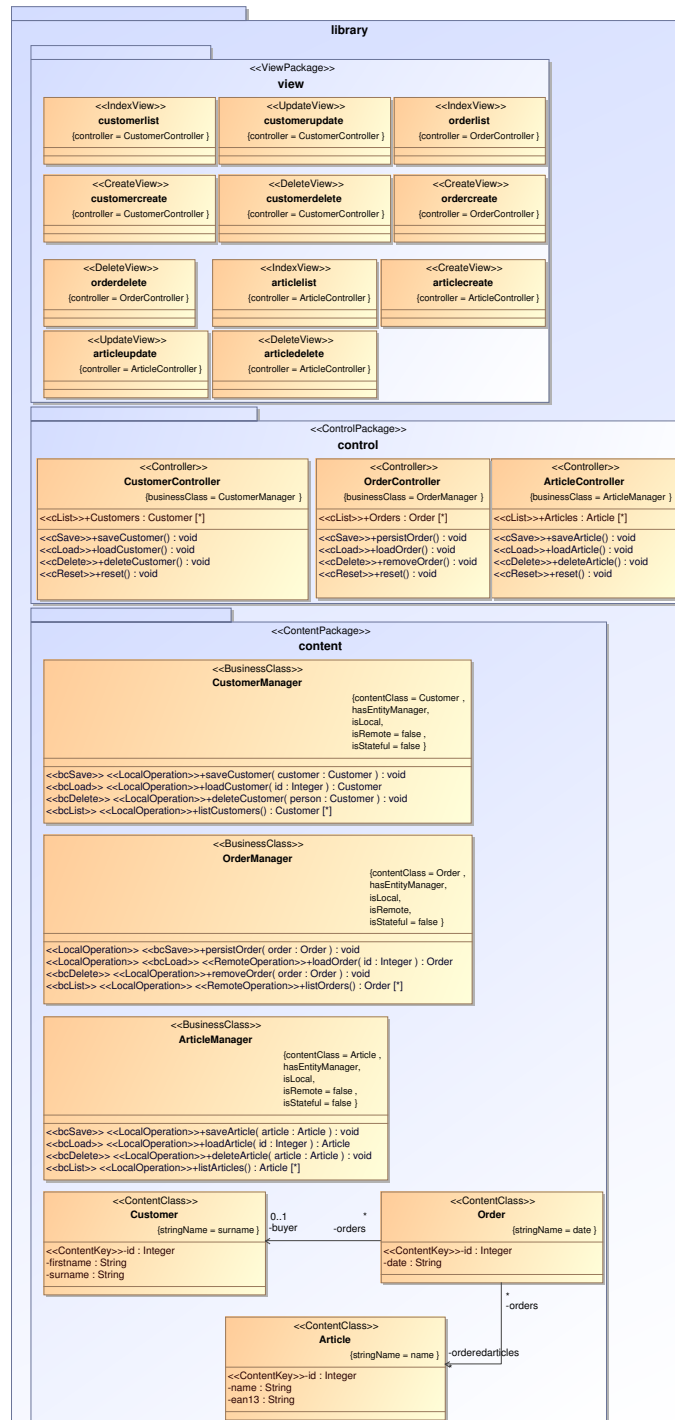 library
<<ViewPackage>>
view
<<IndexView>>
customerlist
{controller = CustomerController }
<<UpdateView>>
customerupdate
{controller = CustomerController }
<<IndexView>>
orderlist
{controller = OrderController }
<<CreateView>>
customercreate
{controller = CustomerController }
<<DeleteView>>
customerdelete
{controller = CustomerController }
<<CreateView>>
ordercreate
{controller = OrderController }
<<DeleteView>>
orderdelete
{controller = OrderController }
<<IndexView>>
articlelist
{controller = ArticleController }
<<CreateView>>
articlecreate
{controller = ArticleController }
<<UpdateView>>
articleupdate
{controller = ArticleController }
<<DeleteView>>
articledelete
{controller = ArticleController }
<<ControlPackage>>
control
<<Controller>>
CustomerController
{businessClass = CustomerManager }
<<cList>>+Customers : Customer [*]
<<cSave>>+saveCustomer() : void
<<cLoad>>+loadCustomer() : void
<<cDelete>>+deleteCustomer() : void
<<cReset>>+reset() : void
<<Controller>>
OrderController
{businessClass = OrderManager }
<<cList>>+Orders : Order [*]
<<cSave>>+persistOrder() : void
<<cLoad>>+loadOrder() : void
<<cDelete>>+removeOrder() : void
<<cReset>>+reset() : void
<<Controller>>
ArticleController
{businessClass = ArticleManager }
<<cList>>+Articles : Article [*]
<<cSave>>+saveArticle() : void
<<cLoad>>+loadArticle() : void
<<cDelete>>+deleteArticle() : void
<<cReset>>+reset() : void
<<ContentPackage>>
content
<<BusinessClass>>
CustomerManager
{contentClass = Customer ,
hasEntityManager,
isLocal,
isRemote = false ,
isStateful = false }
<<bcSave>> <<LocalOperation>>+saveCustomer( customer : Customer ) : void
<<bcLoad>> <<LocalOperation>>+loadCustomer( id : Integer ) : Customer
<<bcDelete>> <<LocalOperation>>+deleteCustomer( person : Customer ) : void
<<bcList>> <<LocalOperation>>+listCustomers() : Customer [*]
<<BusinessClass>>
OrderManager
{contentClass = Order ,
hasEntityManager,
isLocal,
isRemote,
isStateful = false }
<<LocalOperation>> <<bcSave>>+persistOrder( order : Order ) : void
<<LocalOperation>> <<bcLoad>> <<RemoteOperation>>+loadOrder( id : Integer ) : Order
<<bcDelete>> <<LocalOperation>>+removeOrder( order : Order ) : void
<<bcList>> <<LocalOperation>> <<RemoteOperation>>+listOrders() : Order [*]
<<BusinessClass>>
ArticleManager
{contentClass = Article ,
hasEntityManager,
isLocal,
isRemote = false ,
isStateful = false }
<<bcSave>> <<LocalOperation>>+saveArticle( article : Article ) : void
<<bcLoad>> <<LocalOperation>>+loadArticle( id : Integer ) : Article
<<bcDelete>> <<LocalOperation>>+deleteArticle( article : Article ) : void
<<bcList>> <<LocalOperation>>+listArticles() : Article [*]
<<ContentClass>>
Customer
{stringName = surname }
<<ContentKey>>-id : Integer
-firstname : String
-surname : String
0..1
-buyer
*
-orders
<<ContentClass>>
Order
{stringName = date }
<<ContentKey>>-id : Integer
-date : String
*
-orders
-orderedarticles
<<ContentClass>>
Article
{stringName = name }
<<ContentKey>>-id : Integer
-name : String
-ean13 : String